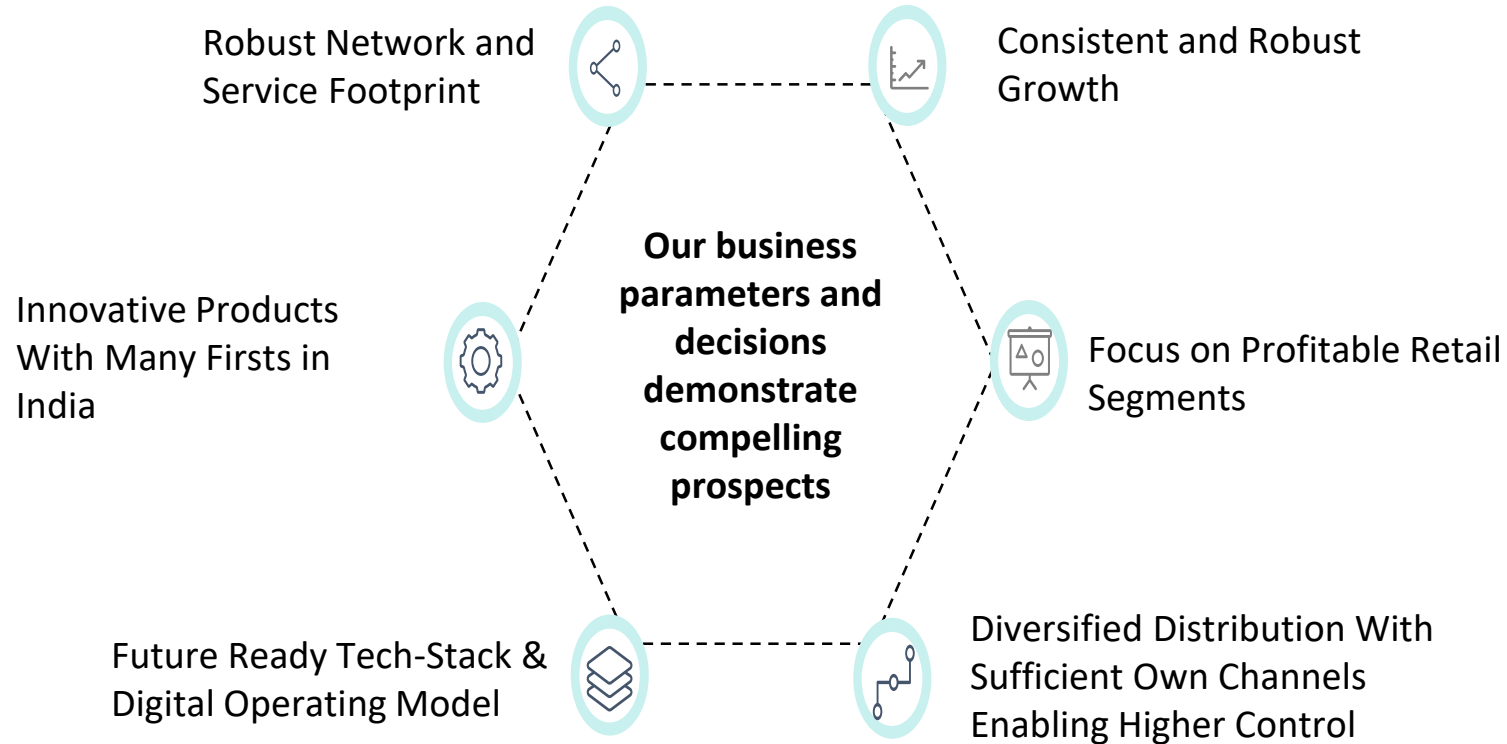 Robust Network and
Service Footprint
Consistent and Robust
Growth
Our business
parameters and
decisions
demonstrate
compelling
prospects
Innovative Products
With Many Firsts in
India
Focus on Profitable Retail
Segments
Future Ready Tech-Stack &
Digital Operating Model
Diversified Distribution With
Sufficient Own Channels
Enabling Higher Control